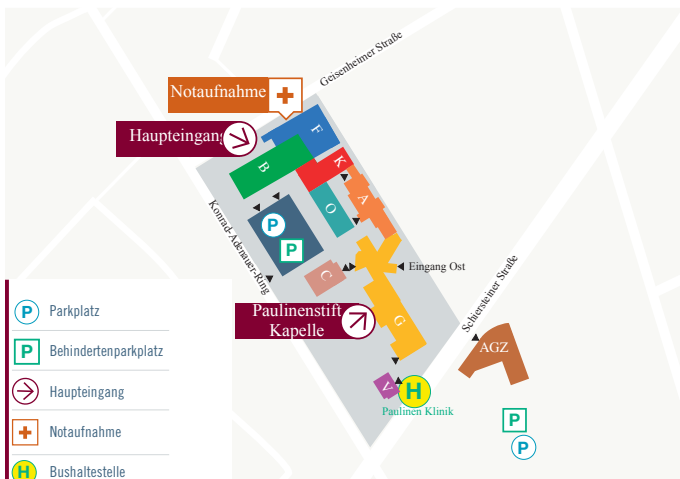 Geisenheimer Straße
Notaufnahme
Haupteingang
F
B
K
A
O
Konrad-Adenauer-Ring
P
P
C
Eingang Ost
Schiersteiner Straße
Paulinenstift
Kapelle
G
AGZ
V
H
Paulinen Klinik
P
P
P Parkplatz
P Behindertenparkplatz
Haupteingang
Notaufnahme
H Bushaltestelle